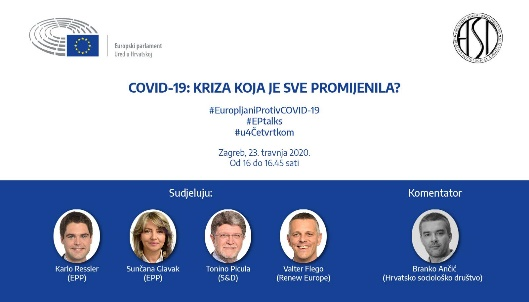 Europski parlament
Ured u Hrvatskoj
ASD
COVID-19: KRIZA KOJA JE SVE PROMIJENILA?
#EuropljaniProtivCOVID-19
#EPtalks
#u4Četvrtkom
Zagreb, 23. travnja 2020.
Od 16 do 16.45 sati
Sudjeluju:
Komentator
Karlo Ressler
(EPP)
Sunčana Glavak
(EPP)
Tonino Picula
(S&D)
Valter Flego
(Renew Europe)
Branko Ančić
(Hrvatsko sociološko društvo)